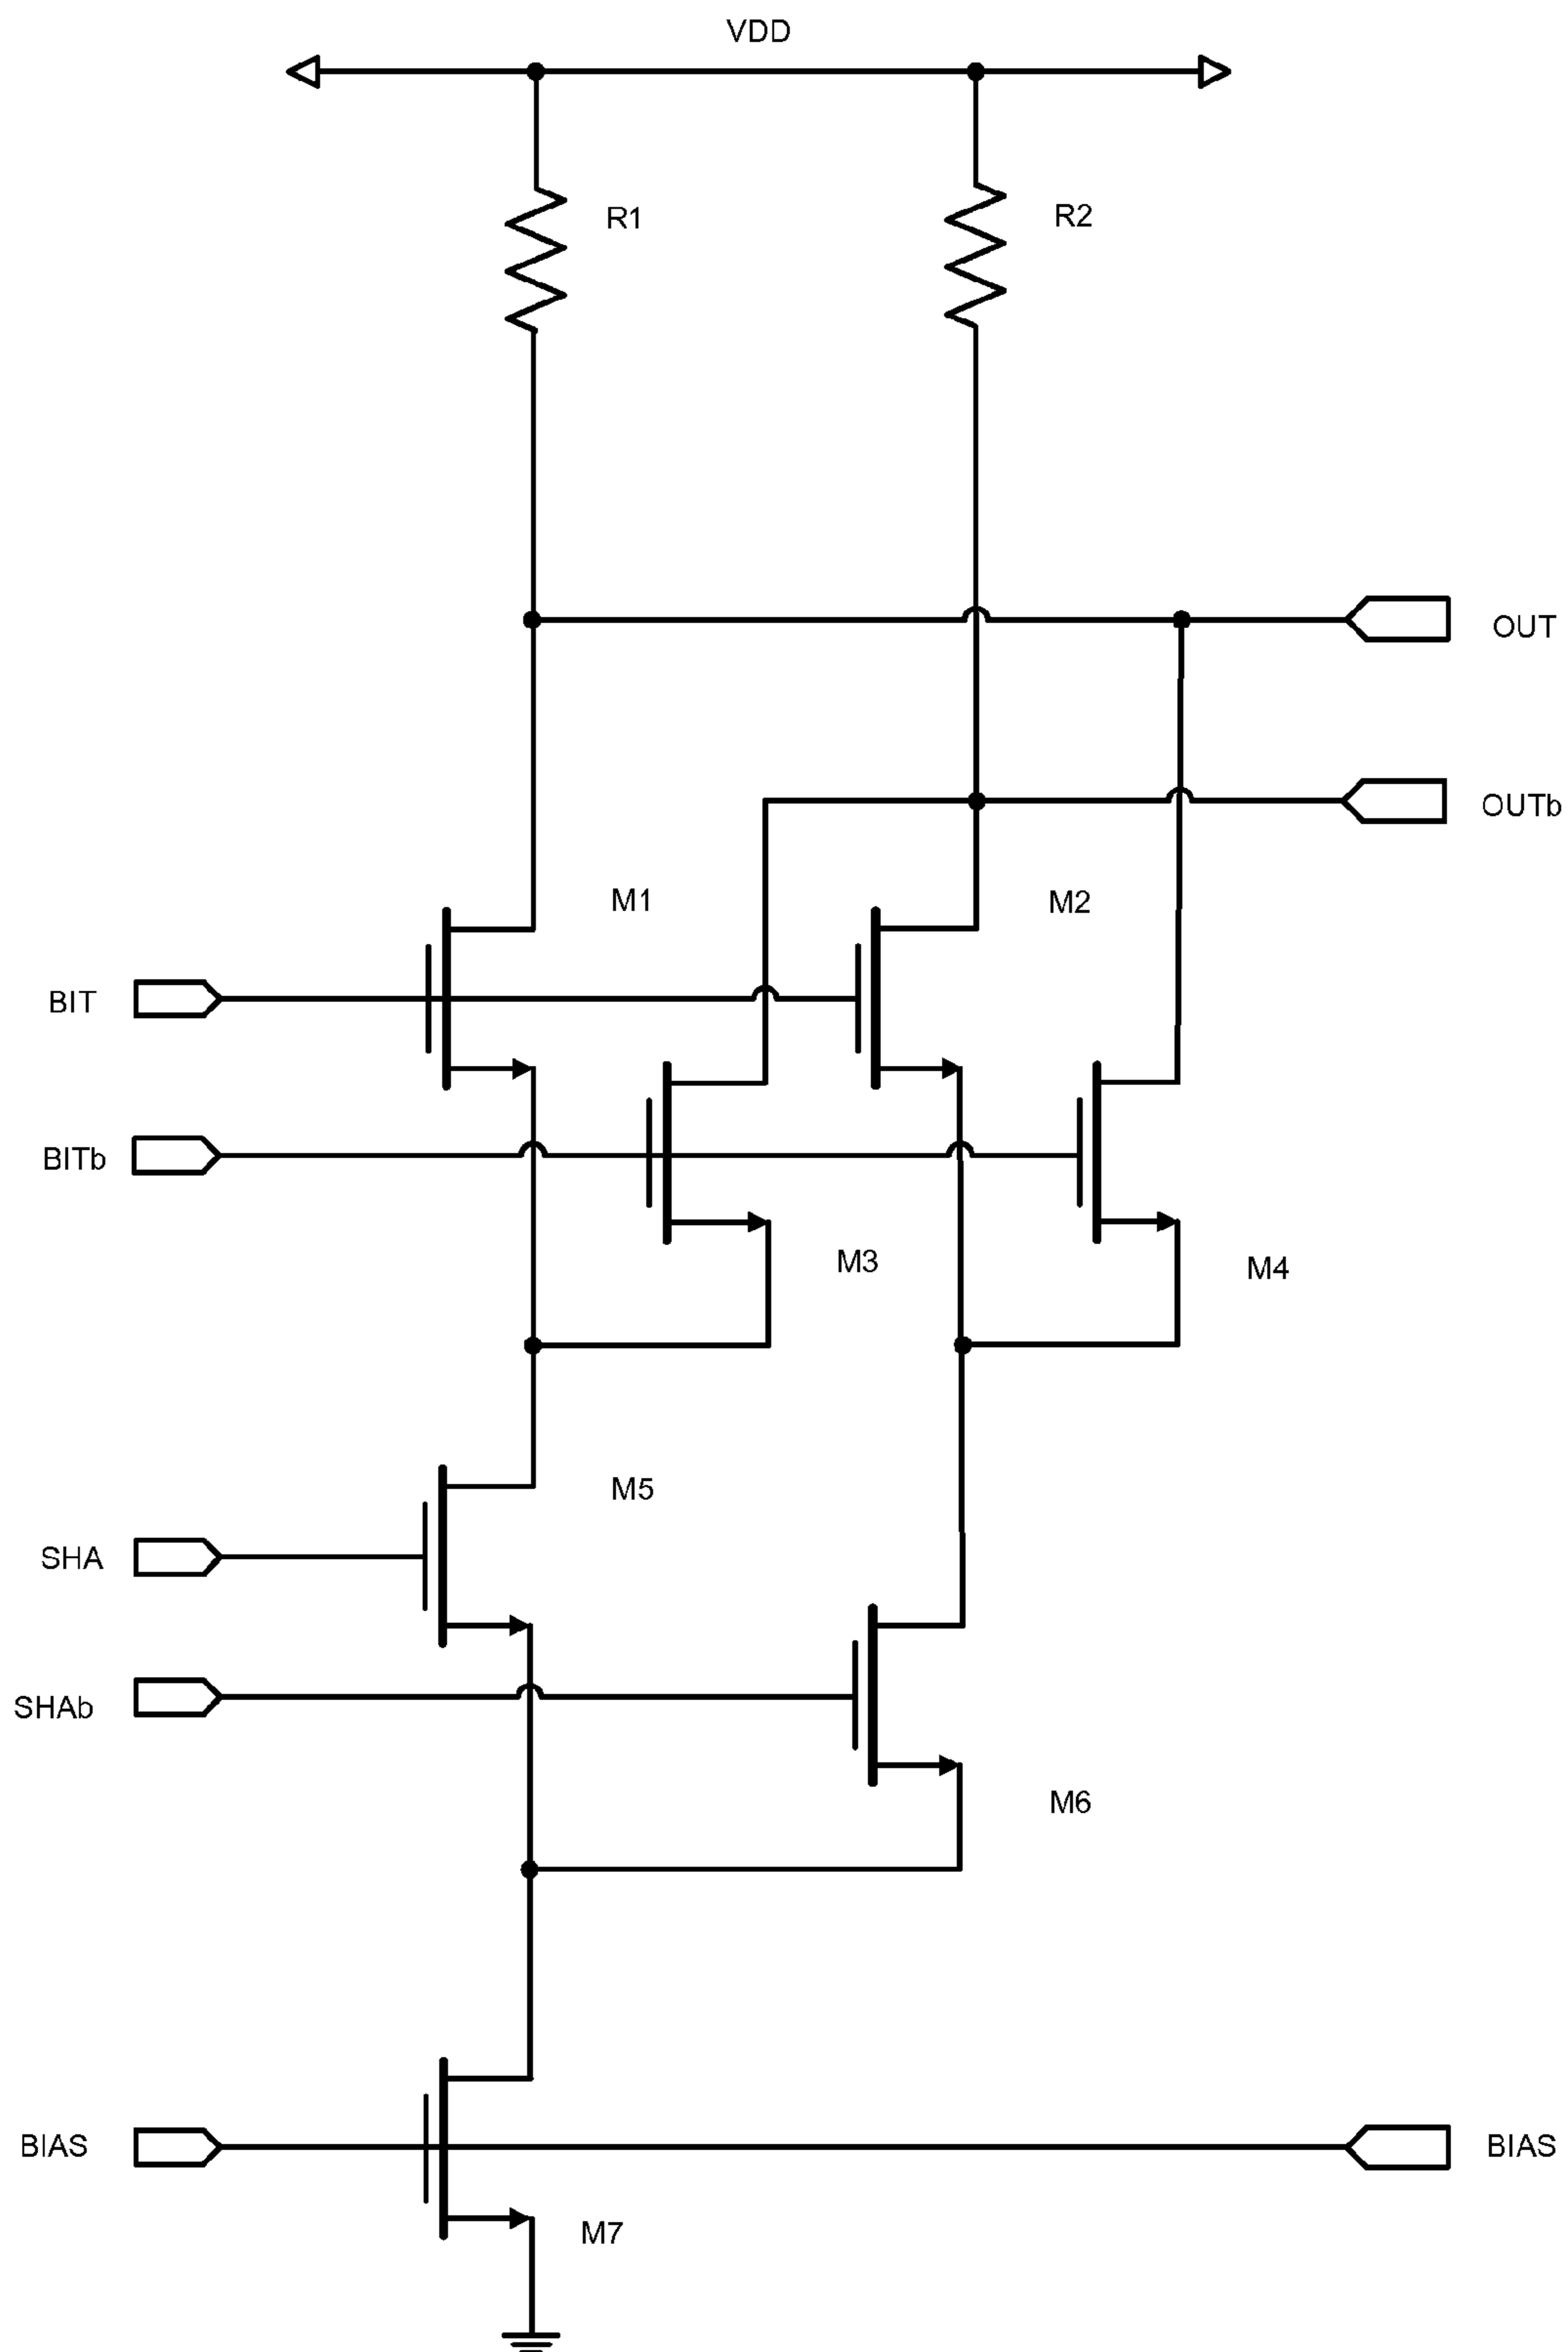 VDD
R1
R2
OUT
OUTb
M1
M2
BIT
BITb
M3
M4
M5
SHA
SHAb
M6
BIAS
BIAS
M7